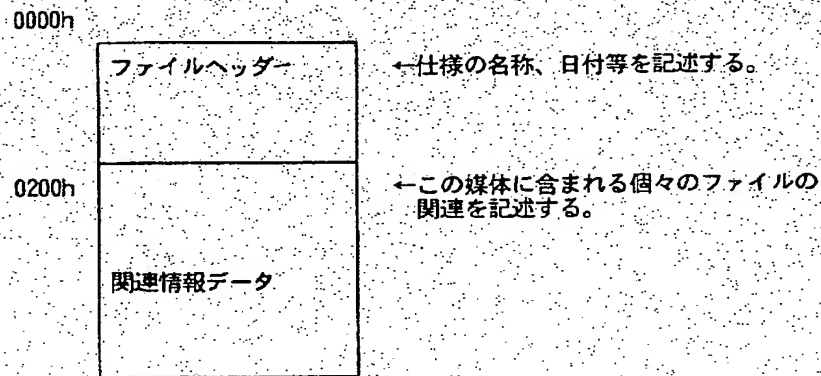 0000h
ファイルヘッダー
←仕様の名称、日付等を記述する。
0200h
←この媒体に含まれる個々のファイルの
関連を記述する。
関連情報データ